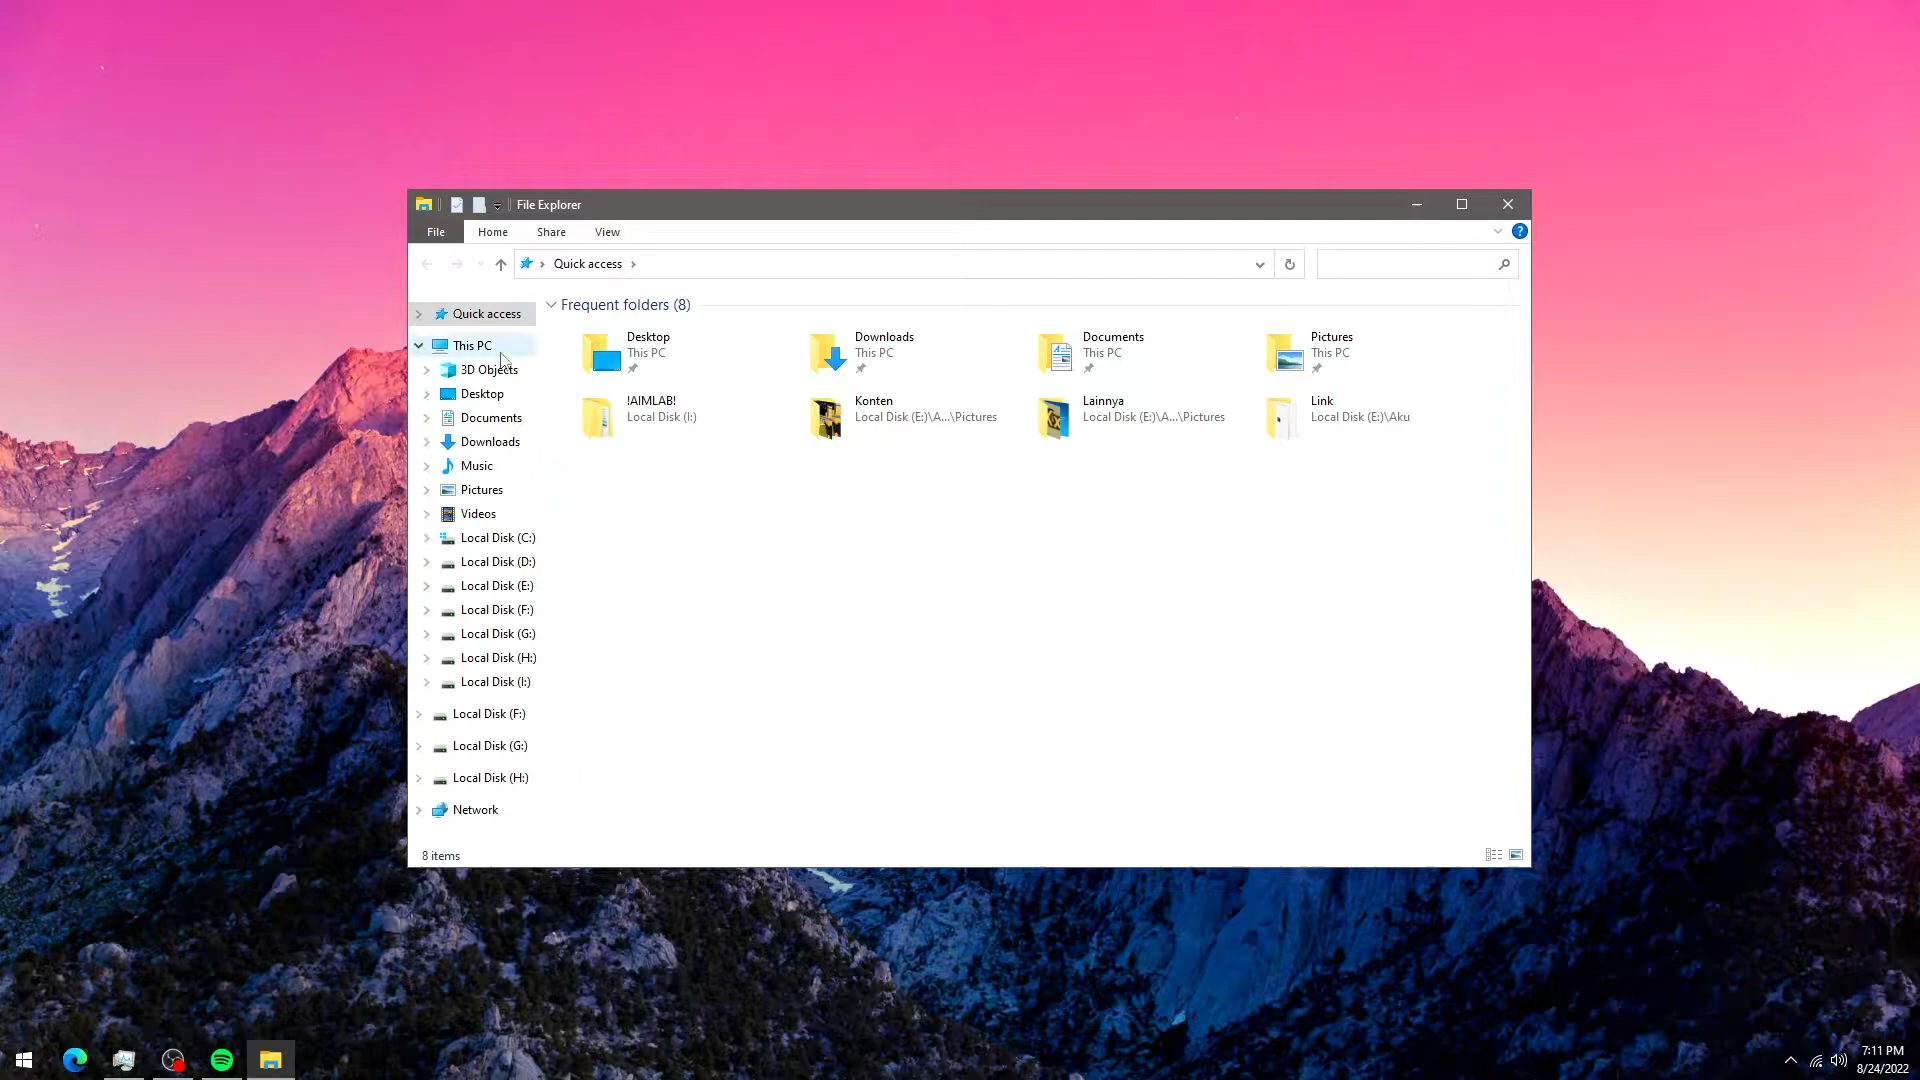 File Explorer
File Home Share View
Quick access
Quick access
This PC
3D Objects
Desktop
Documents
Downloads
Music
Pictures
Videos
Local Disk (C:)
Local Disk (D:)
Local Disk (E:)
Local Disk (F:)
Local Disk (G:)
Local Disk (H:)
Local Disk (I:)
Local Disk (F:)
Local Disk (G:)
Local Disk (H:)
Network
Frequent folders (8)
Desktop
This PC
Downloads
This PC
Documents
This PC
Pictures
This PC
!AIMLAB!
Local Disk (I:)
Konten
Local Disk (E:)\A...\Pictures
Lainnya
Local Disk (E:)\A...\Pictures
Link
Local Disk (E:)\Aku
8 items
7:11 PM
8/24/2022